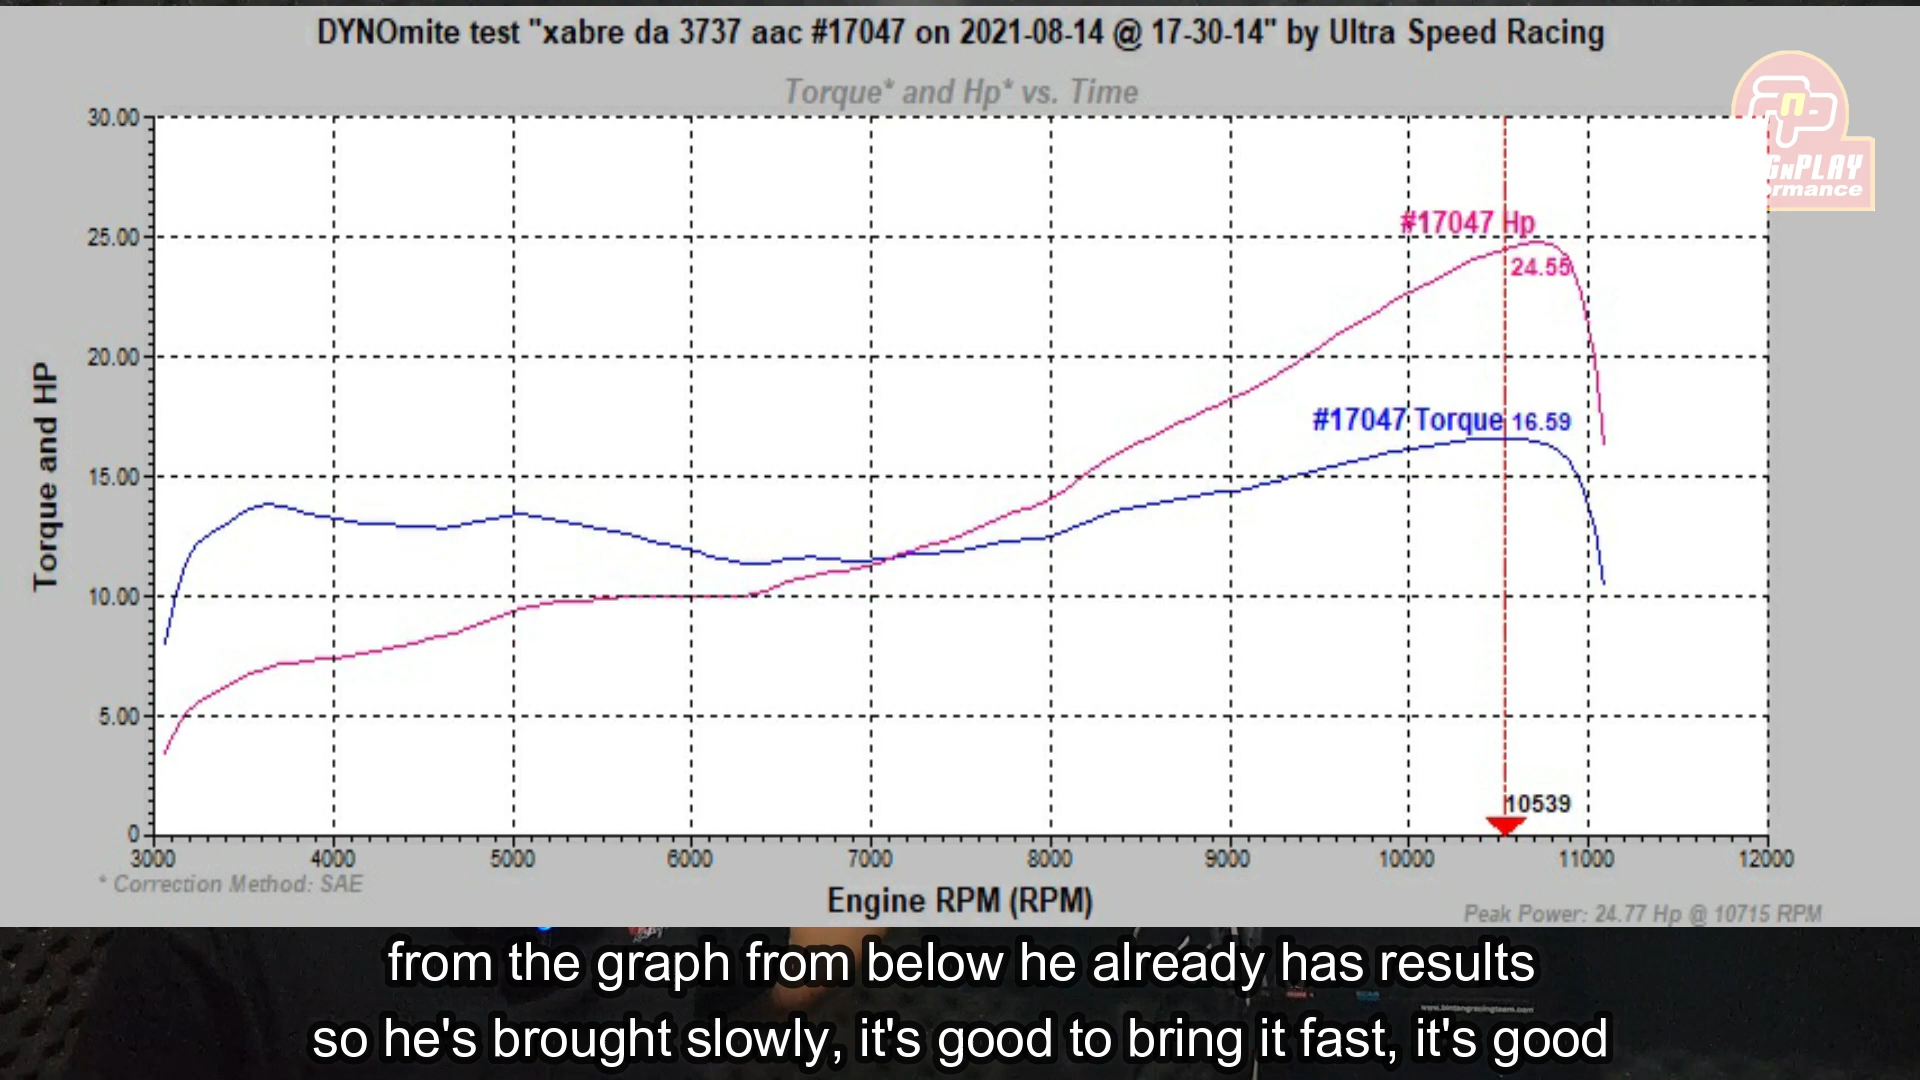 DYNOmite test "xabre da 3737 aac #17047 on 2021-08-14 @ 17-30-14" by Ultra Speed Racing
Torque* and Hp* vs. Time
30.00
25.00
20.00
15.00
10.00
5.00
0
Torque and HP
#17047 Hp
24.55
#17047 Torque 16.59
10539
3000 4000 5000 6000 7000 8000 9000 10000 11000 12000
* Correction Method: SAE
Engine RPM (RPM)
Peak Power: 24.77 Hp @ 10715 RPM
PnP
GNPLAY
ormance
from the graph from below he already has results
so he's brought slowly, it's good to bring it fast, it's good